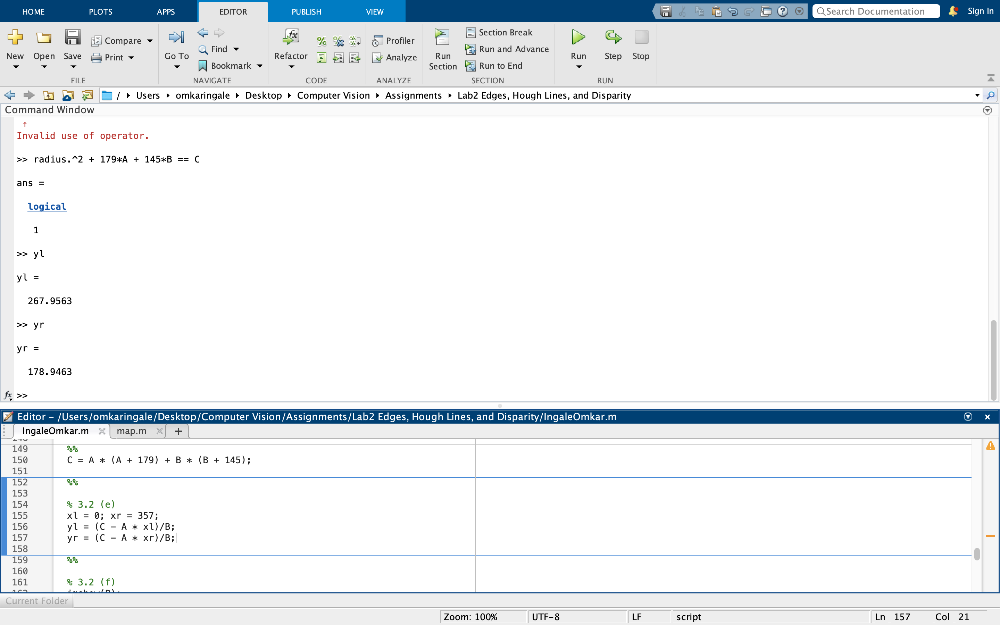 HOME PLOTS APPS EDITOR PUBLISH VIEW Search Documentation Sign In
New Open Save Compare Print Go To Find Bookmark Refactor Profiler Analyze Run Section Section Break Run and Advance Run to End Run Step Stop
FILE NAVIGATE CODE ANALYZE SECTION RUN
/ Users omkaringale Desktop Computer Vision Assignments Lab2 Edges, Hough Lines, and Disparity
Command Window
↑
Invalid use of operator.
>> radius.^2 + 179*A + 145*B == C
ans =
logical
1
>> yl
yl =
267.9563
>> yr
yr =
178.9463
fx >>
Editor – /Users/omkaringale/Desktop/Computer Vision/Assignments/Lab2 Edges, Hough Lines, and Disparity/IngaleOmkar.m
IngaleOmkar.m map.m +
149 %%
150 C = A * (A + 179) + B * (B + 145);
151
152 %%
153
154 % 3.2 (e)
155 xl = 0; xr = 357;
156 yl = (C - A * xl)/B;
157 yr = (C - A * xr)/B;
158
159 %%
160
161 % 3.2 (f)
Current Folder
Zoom: 100% UTF-8 LF script Ln 157 Col 21